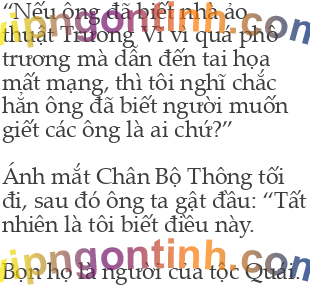 “Nếu ông đã biết nhà ảo
thuật Trương Vĩ vì quá phô
trương mà dẫn đến tai họa
mất mạng, thì tôi nghĩ chắc
hẳn ông đã biết người muốn
giết các ông là ai chứ?”
Ánh mắt Chân Bộ Thông tối
đi, sau đó ông ta gật đầu: “Tất
nhiên là tôi biết điều này.
Bọn họ là người của tộc Quái.
vipngontinh.com
vipngontinh.com